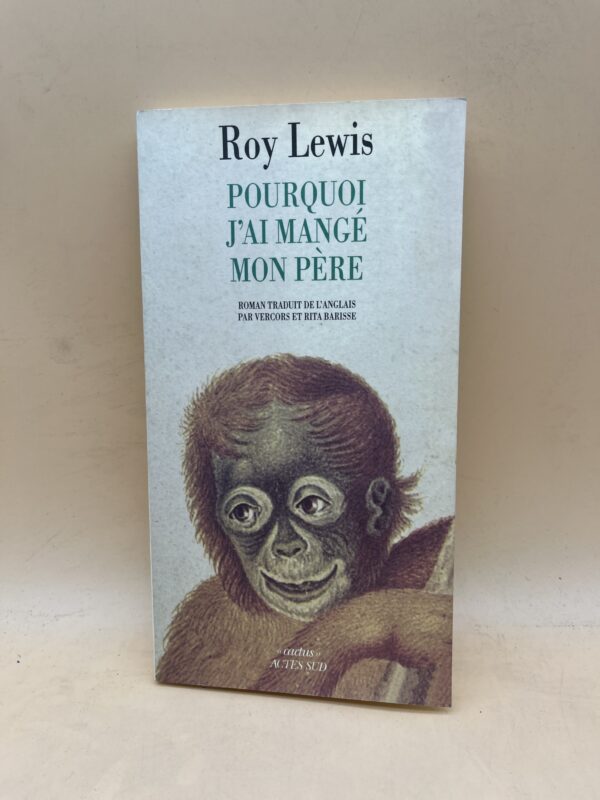 Roy Lewis
POURQUOI
J'AI MANGÉ
MON PÈRE
ROMAN TRADUIT DE L'ANGLAIS
PAR VERCORS ET RITA BARISSE
« cactus »
ACTES SUD